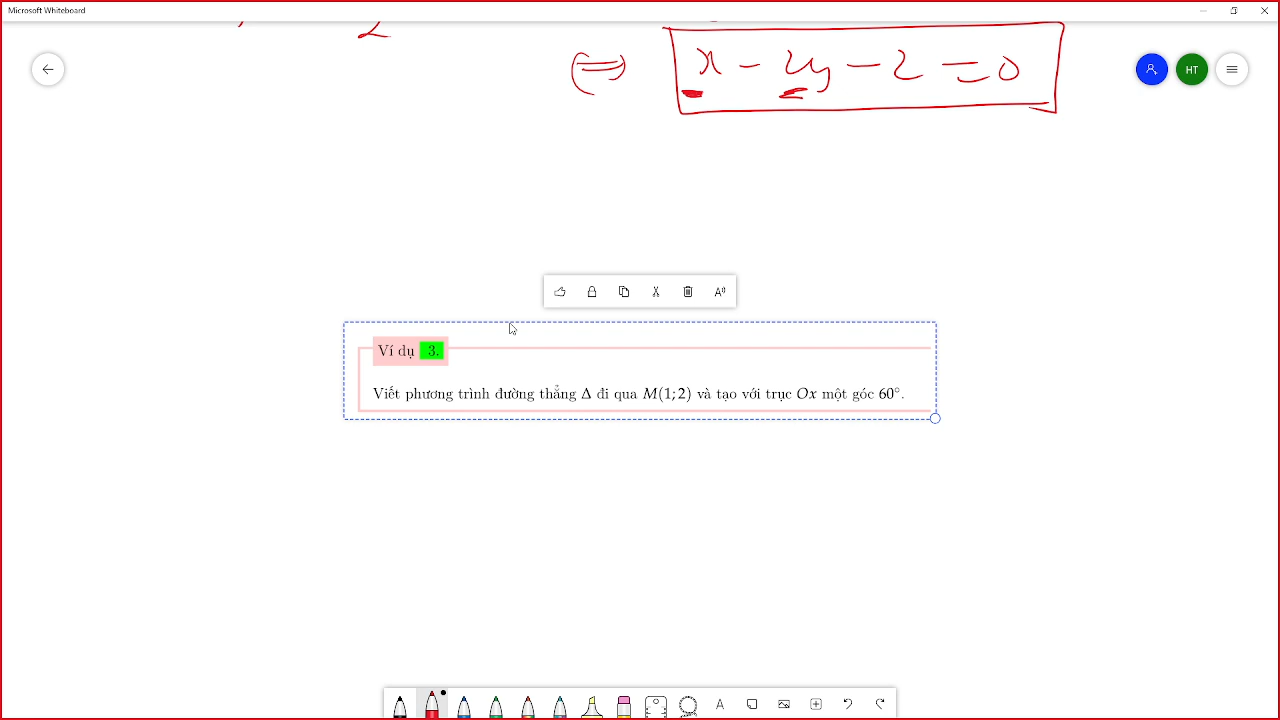 Microsoft Whiteboard
2
⇔ x - 2y - 2 = 0
HT
Ví dụ 3.
Viết phương trình đường thẳng Δ đi qua M(1; 2) và tạo với trục Ox một góc 60°.